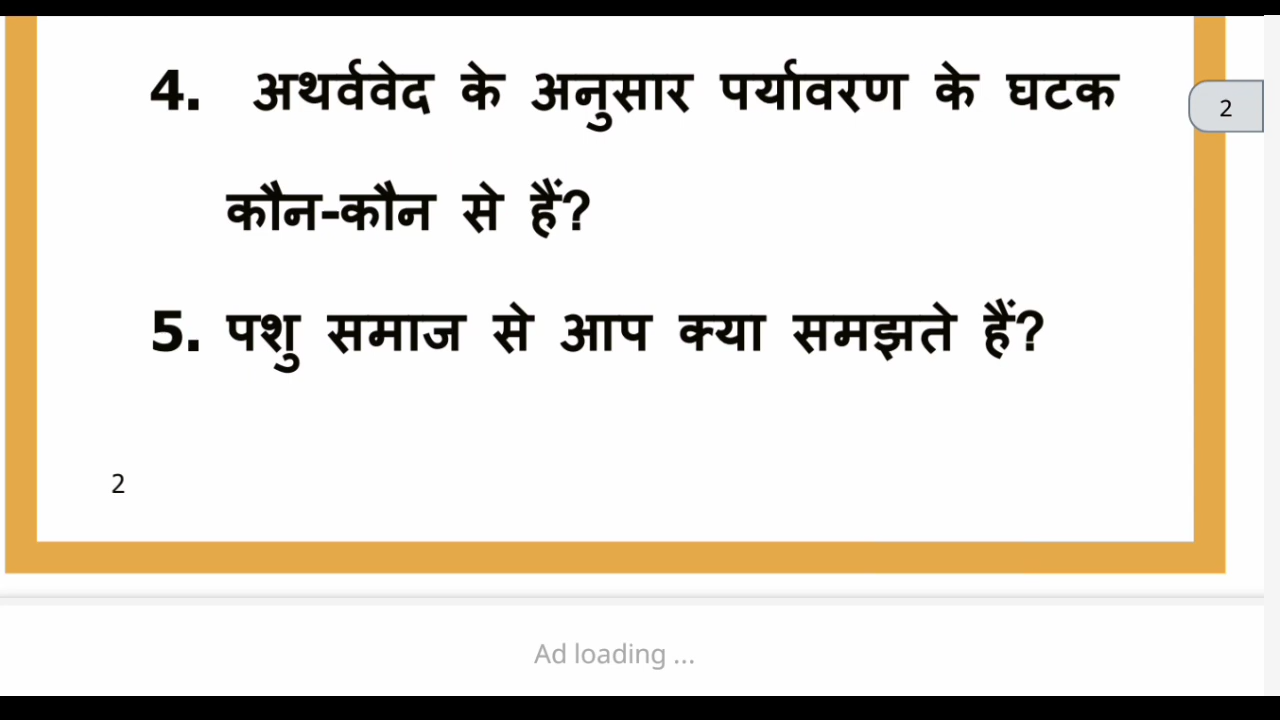 4. अथर्ववेद के अनुसार पर्यावरण के घटक
2
कौन-कौन से हैं?
5. पशु समाज से आप क्या समझते हैं?
2
Ad loading ...